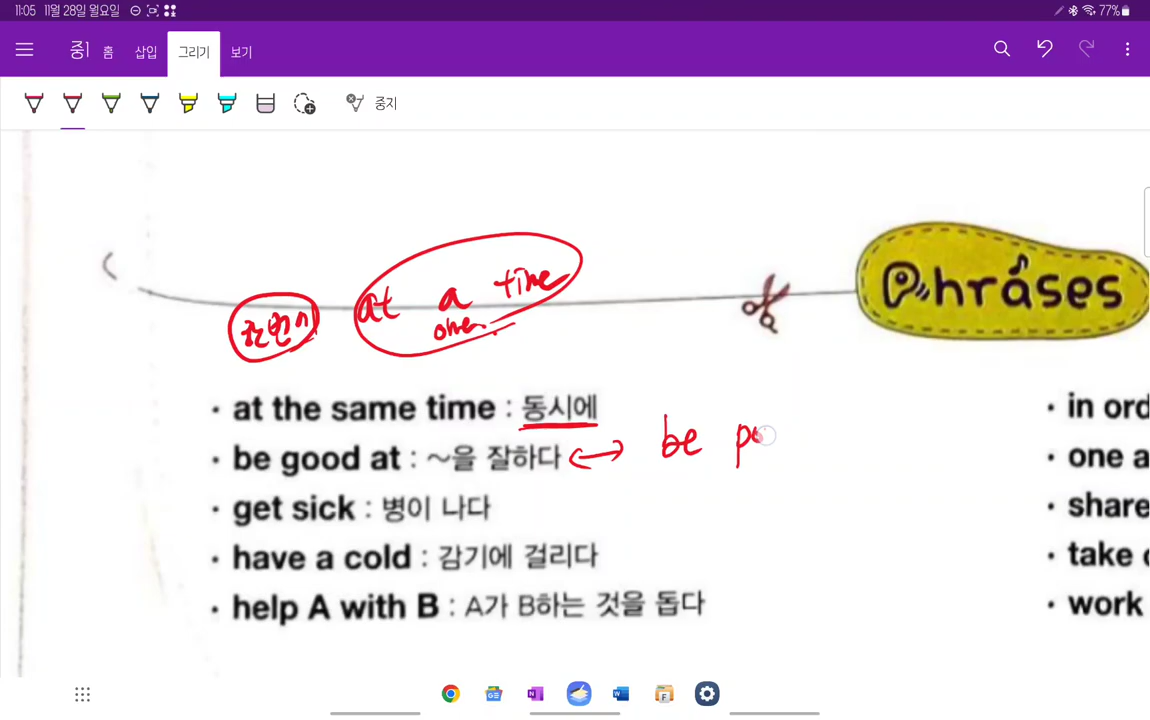 11:05 11월 28일 월요일 77%
중1 홈 삽입 그리기 보기
중지
at a time
one
한번에
Phrases
· at the same time : 동시에
· be good at : ~을 잘하다 ↔ be po
· get sick : 병이 나다
· have a cold : 감기에 걸리다
· help A with B : A가 B하는 것을 돕다
· in ord
· one a
· share
· take c
· work